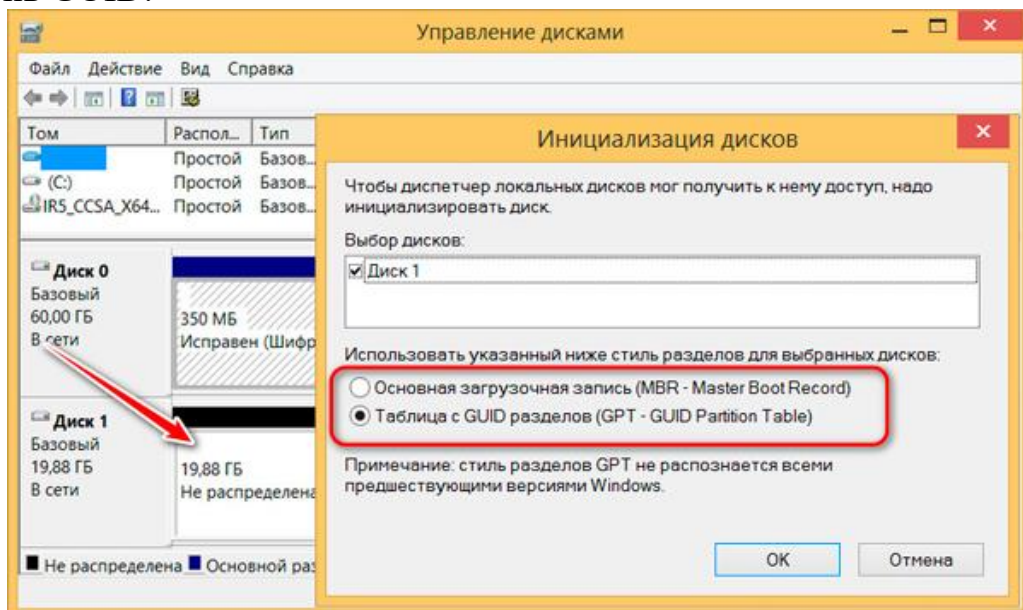 Управление дисками
Файл Действие Вид Справка
Том Распол... Тип
Простой Базов...
(C:) Простой Базов...
IR5_CCSA_X64... Простой Базов...
Диск 0
Базовый
60,00 ГБ
В сети
350 МБ
Исправен (Шифр
Диск 1
Базовый
19,88 ГБ
В сети
19,88 ГБ
Не распределена
Не распределена Основной раз
Инициализация дисков
Чтобы диспетчер локальных дисков мог получить к нему доступ, надо
инициализировать диск.
Выбор дисков:
Диск 1
Использовать указанный ниже стиль разделов для выбранных дисков:
Основная загрузочная запись (MBR - Master Boot Record)
Таблица с GUID разделов (GPT - GUID Partition Table)
Примечание: стиль разделов GPT не распознается всеми
предшествующими версиями Windows.
OK Отмена